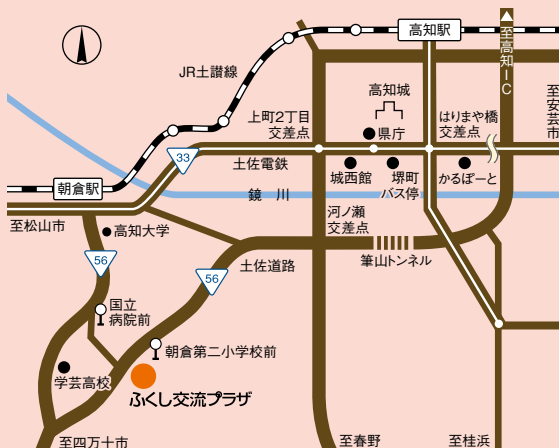 高知駅
至高知IC
JR土讃線
高知城
上町2丁目
交差点
県庁
はりまや橋
交差点
至安芸市
33
土佐電鉄
城西館
堺町
バス停
かるぽーと
朝倉駅
鏡 川
至松山市
高知大学
河ノ瀬
交差点
56
土佐道路
筆山トンネル
56
国立
病院前
朝倉第二小学校前
学芸高校
ふくし交流プラザ
至四万十市
至春野
至桂浜